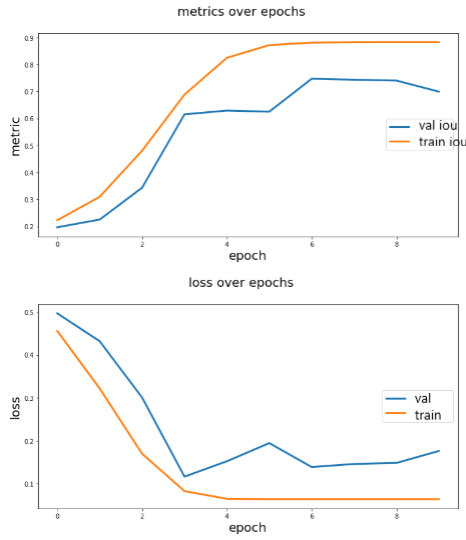 metrics over epochs
0.9
0.8
0.7
0.6
0.5
0.4
0.3
0.2
metric
val iou
train iou
0 2 4 6 8
epoch
loss over epochs
0.5
0.4
0.3
0.2
0.1
loss
val
train
0 2 4 6 8
epoch